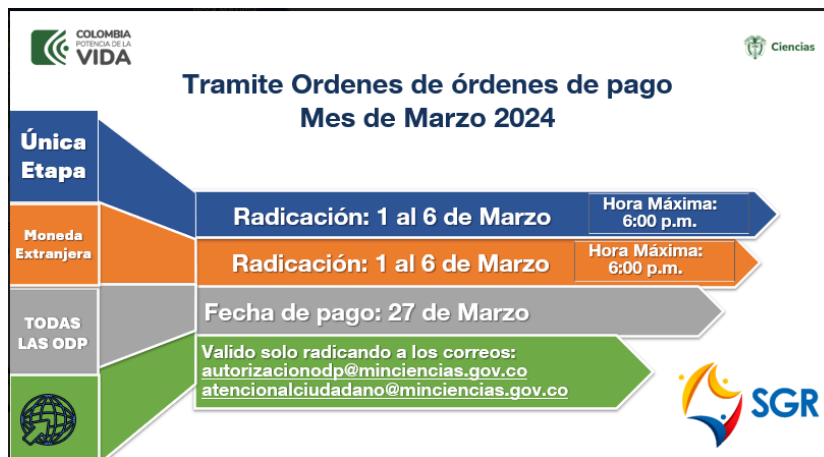 COLOMBIA
POTENCIA DE LA
VIDA
Ciencias
Tramite Ordenes de órdenes de pago
Mes de Marzo 2024
Única
Etapa
Radicación: 1 al 6 de Marzo
Hora Máxima:
6:00 p.m.
Moneda
Extranjera
Radicación: 1 al 6 de Marzo
Hora Máxima:
6:00 p.m.
TODAS
LAS ODP
Fecha de pago: 27 de Marzo
Valido solo radicando a los correos:
autorizacionodp@minciencias.gov.co
atencionalciudadano@minciencias.gov.co
SGR